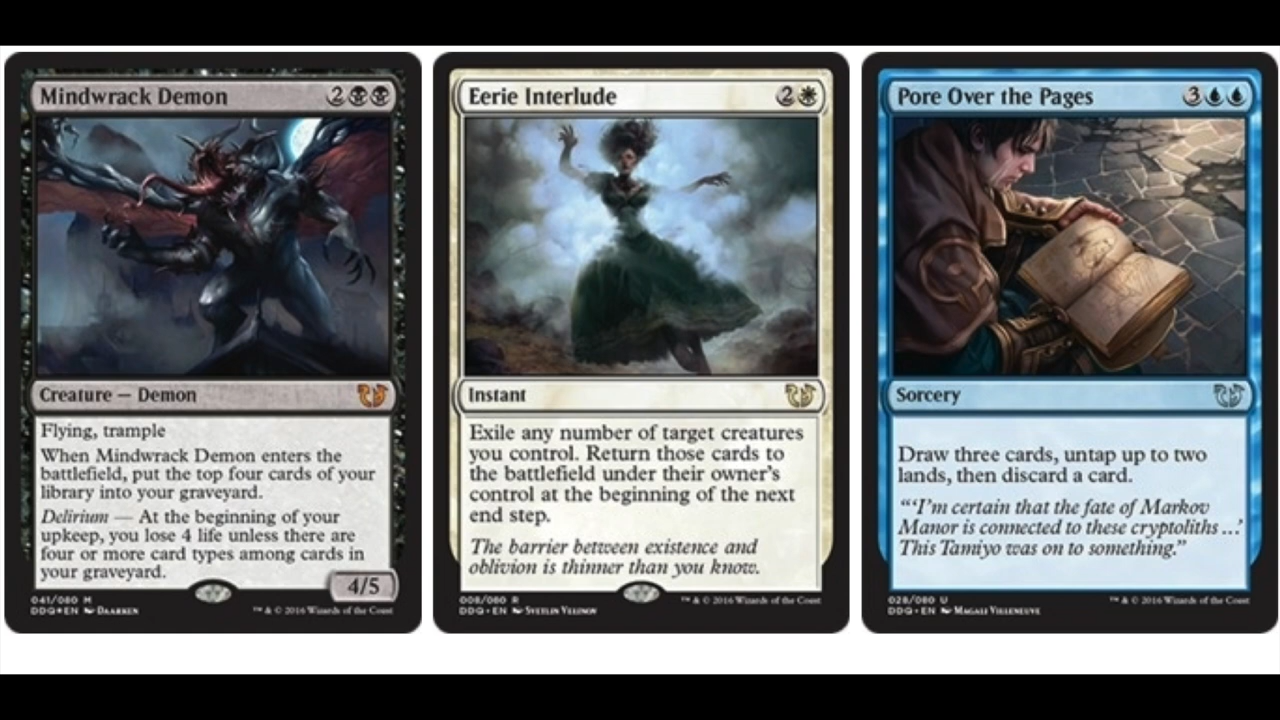 Mindwrack Demon 2
Creature — Demon
Flying, trample
When Mindwrack Demon enters the
battlefield, put the top four cards of your
library into your graveyard.
Delirium — At the beginning of your
upkeep, you lose 4 life unless there are
four or more card types among cards in
your graveyard.
4/5
041/080 M
DDQ★EN Daarken
™ & © 2016 Wizards of the Coast
Eerie Interlude 2
Instant
Exile any number of target creatures
you control. Return those cards to
the battlefield under their owner's
control at the beginning of the next
end step.
The barrier between existence and
oblivion is thinner than you know.
008/080 R
DDQ • EN Svetlin Velinov
™ & © 2016 Wizards of the Coast
Pore Over the Pages 3
Sorcery
Draw three cards, untap up to two
lands, then discard a card.
"'I'm certain that the fate of Markov
Manor is connected to these cryptoliths ...'
This Tamiyo was on to something."
028/080 U
DDQ • EN Magali Villeneuve
™ & © 2016 Wizards of the Coast